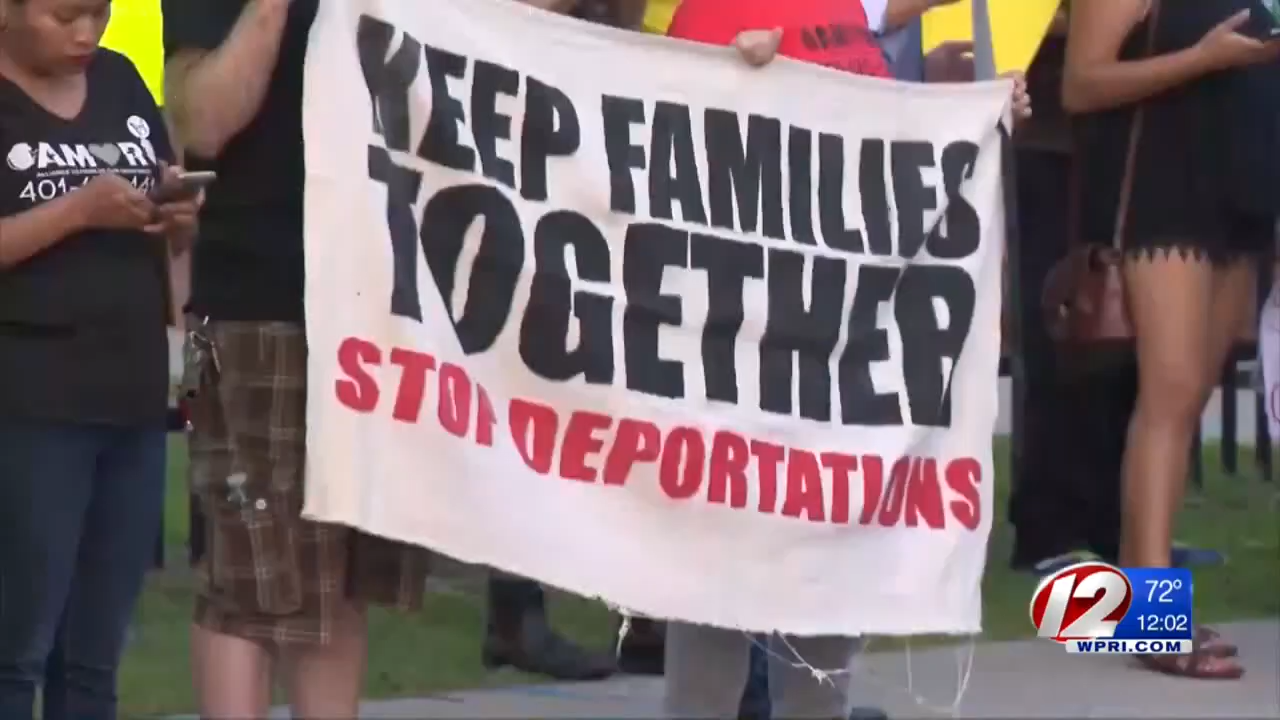 KEEP FAMILIES
TOGETHER
STOP DEPORTATIONS
12
72°
12:02
WPRI.COM